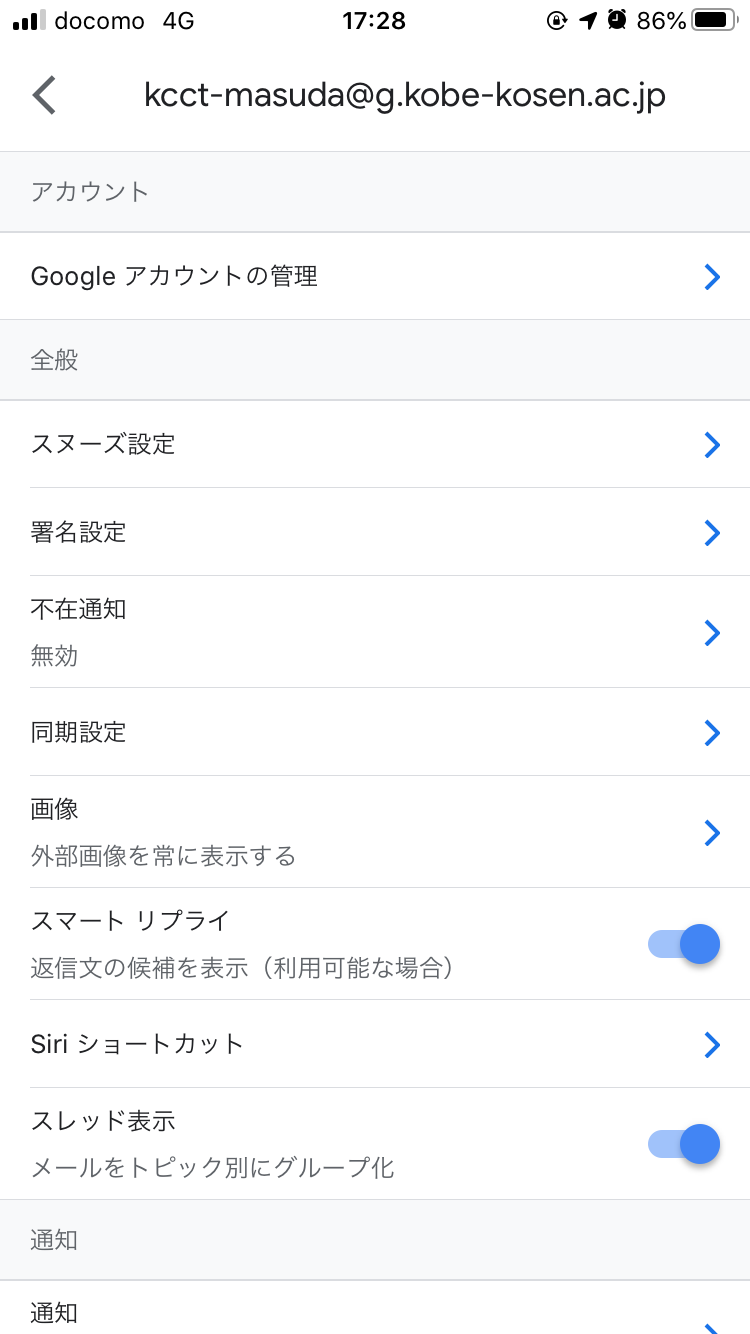 docomo 4G 17:28 86%
kcct-masuda@g.kobe-kosen.ac.jp
アカウント
Google アカウントの管理
全般
スヌーズ設定
署名設定
不在通知
無効
同期設定
画像
外部画像を常に表示する
スマート リプライ
返信文の候補を表示（利用可能な場合）
Siri ショートカット
スレッド表示
メールをトピック別にグループ化
通知
通知